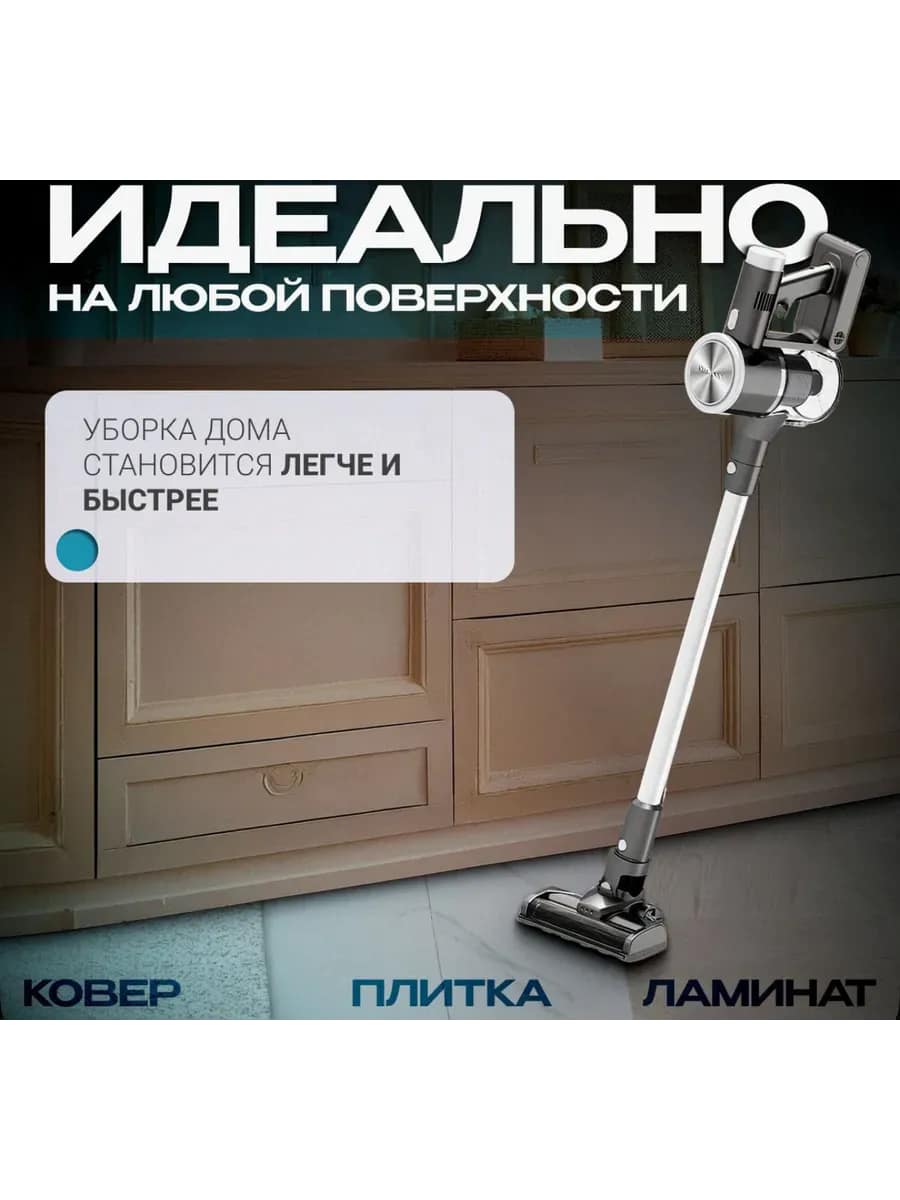 ИДЕАЛЬНО
НА ЛЮБОЙ ПОВЕРХНОСТИ
УБОРКА ДОМА
СТАНОВИТСЯ ЛЕГЧЕ И
БЫСТРЕЕ
КОВЕР ПЛИТКА ЛАМИНАТ